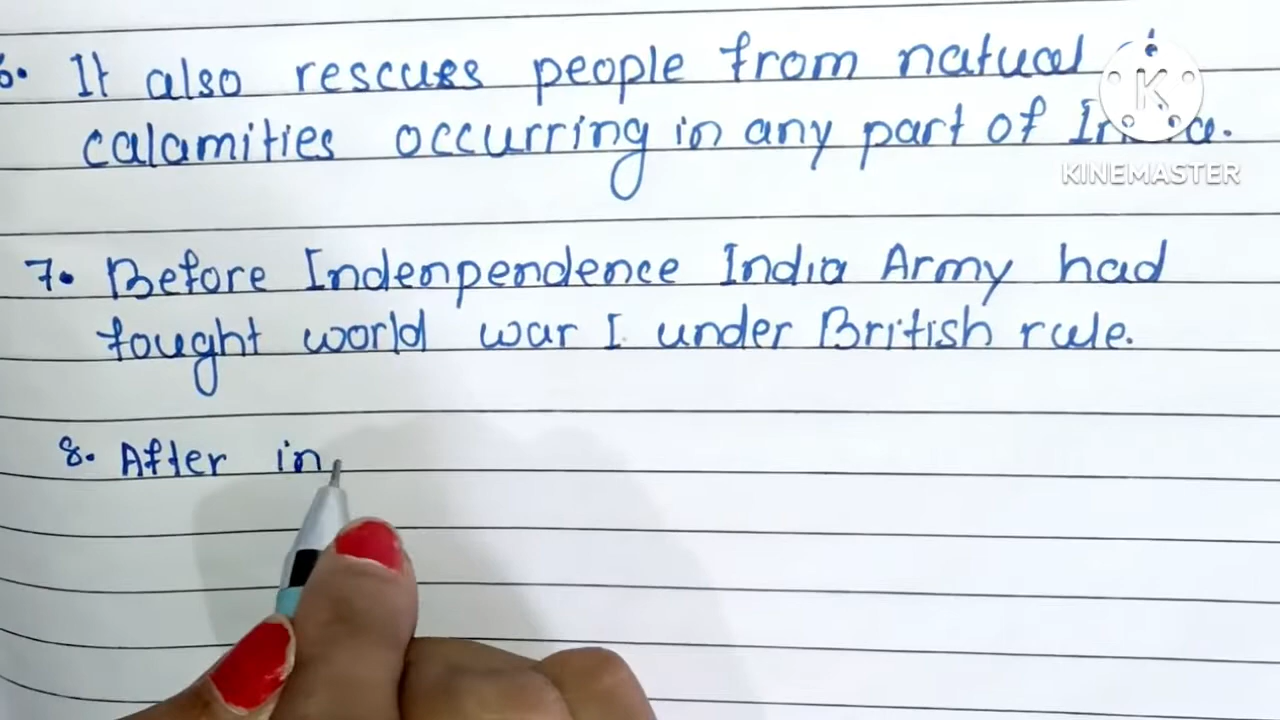 6. It also rescues people from natual
calamities occurring in any part of India.
KINEMASTER
7. Before Indenpendence India Army had
fought world war I under British rule.
8. After in